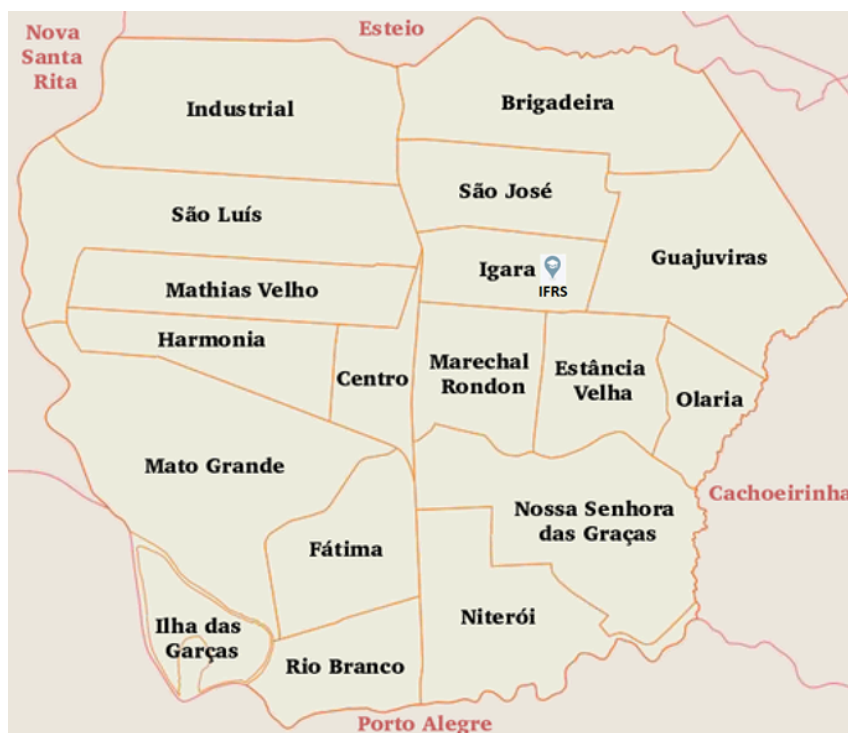 Nova
Santa
Rita
Esteio
Industrial
Brigadeira
São José
São Luís
Guajuviras
Igara
IFRS
Mathias Velho
Harmonia
Centro
Marechal
Rondon
Estância
Velha
Olaria
Mato Grande
Cachoeirinha
Nossa Senhora
das Graças
Fátima
Niterói
Ilha das
Garças
Rio Branco
Porto Alegre